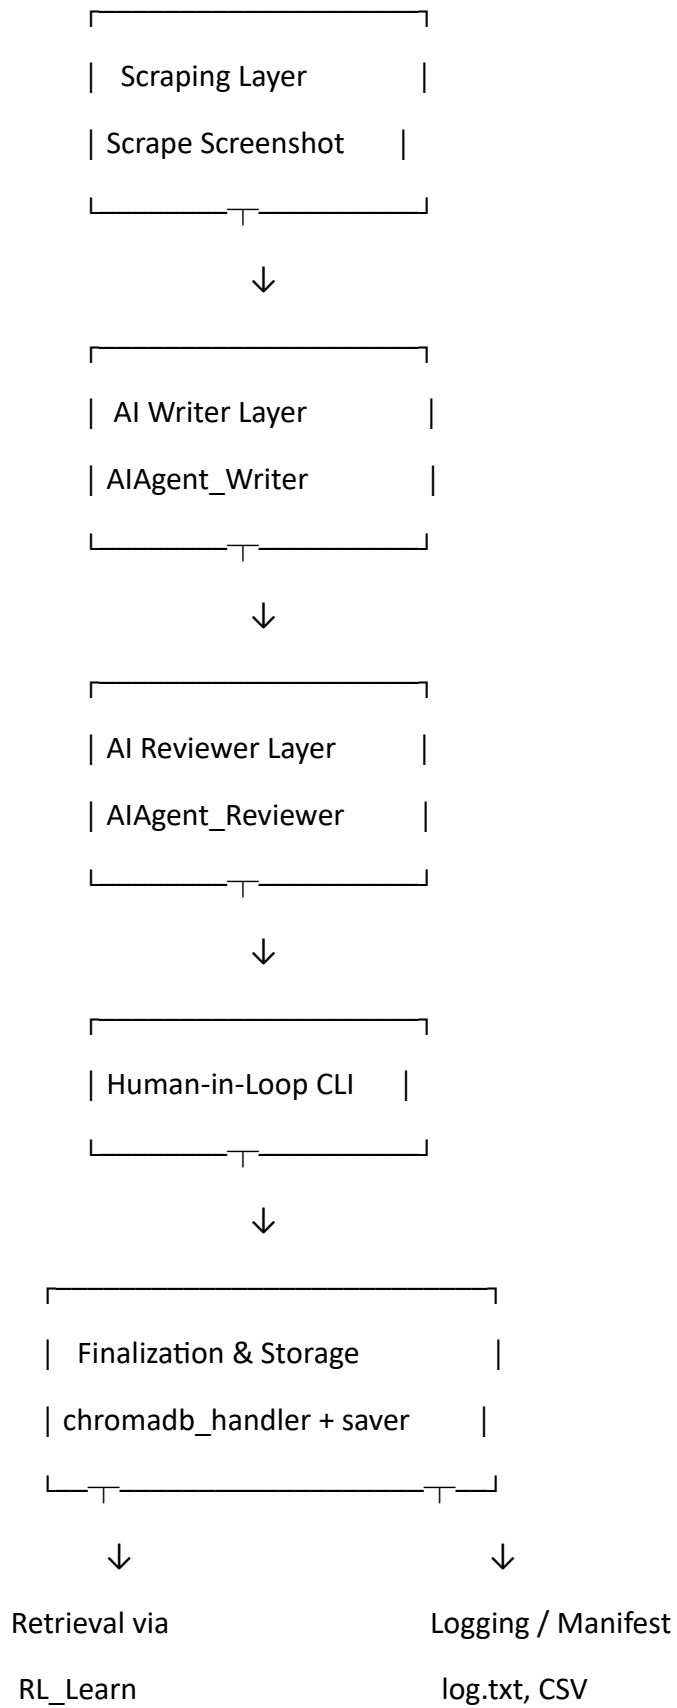 Scraping Layer
Scrape Screenshot
↓
AI Writer Layer
AIAgent_Writer
↓
AI Reviewer Layer
AIAgent_Reviewer
↓
Human-in-Loop CLI
↓
Finalization & Storage
chromadb_handler + saver
↓ ↓
Retrieval via Logging / Manifest
RL_Learn log.txt, CSV